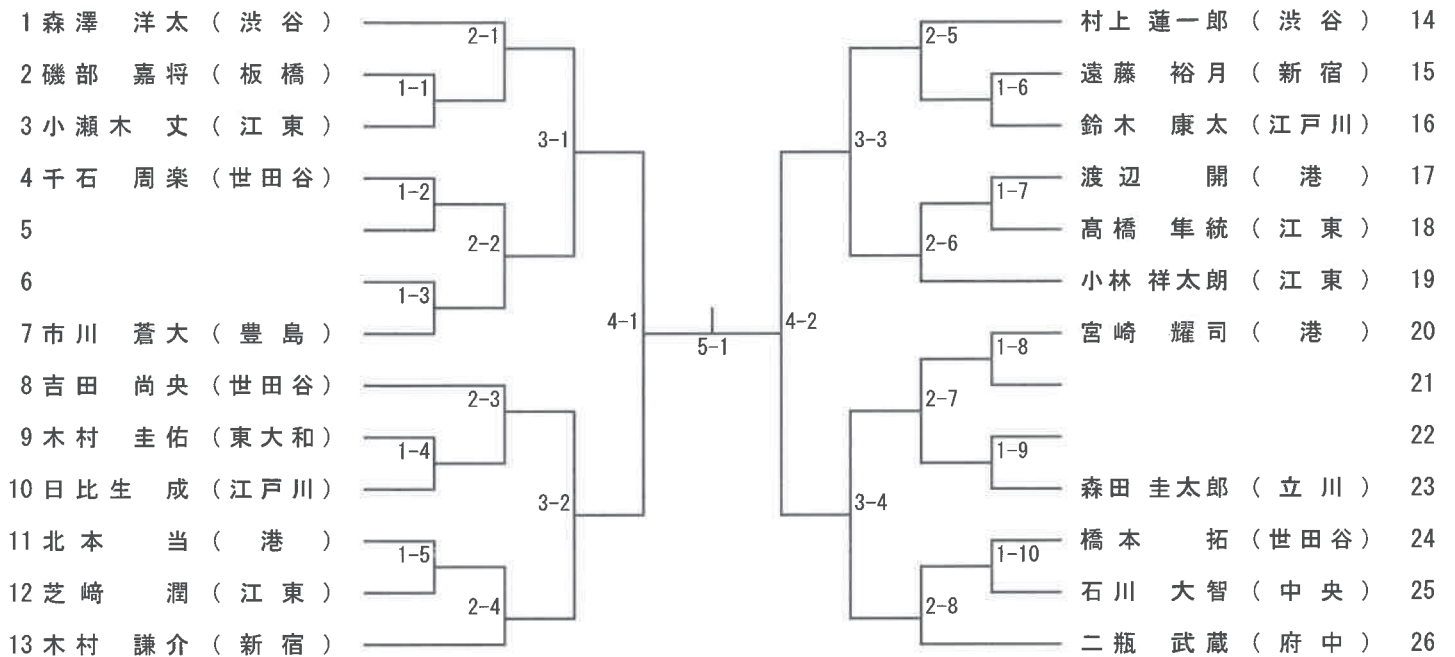 1 森澤 洋太 (渋谷)
2 磯部 嘉将 (板橋)
3 小瀬木 丈 (江東)
4 千石 周楽 (世田谷)
5
6
7 市川 蒼大 (豊島)
8 吉田 尚央 (世田谷)
9 木村 圭佑 (東大和)
10 日比生 成 (江戸川)
11 北本 当 (港)
12 芝﨑 潤 (江東)
13 木村 謙介 (新宿)
2-1
1-1
3-1
1-2
2-2
1-3
4-1
2-3
1-4
3-2
1-5
2-4
5-1
2-5
1-6
3-3
1-7
2-6
4-2
1-8
2-7
1-9
3-4
1-10
2-8
村上 蓮一郎 (渋谷) 14
遠藤 裕月 (新宿) 15
鈴木 康太 (江戸川) 16
渡辺 開 (港) 17
髙橋 隼統 (江東) 18
小林 祥太朗 (江東) 19
宮崎 耀司 (港) 20
21
22
森田 圭太郎 (立川) 23
橋本 拓 (世田谷) 24
石川 大智 (中央) 25
二瓶 武蔵 (府中) 26